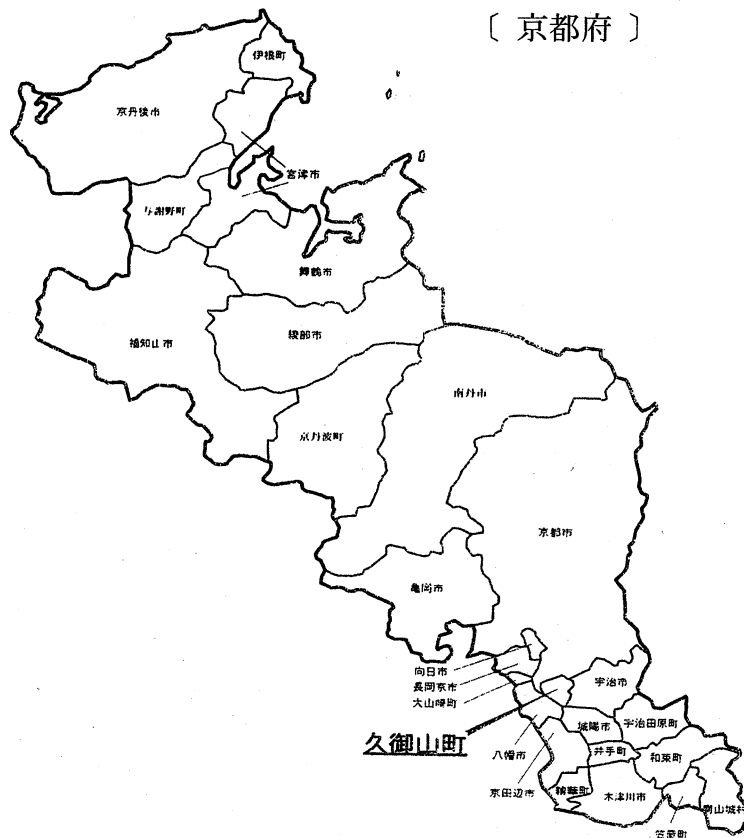 〔 京都府 〕
伊根町
京丹後市
宮津市
与謝野町
舞鶴市
福知山市
綾部市
南丹市
京丹波町
京都市
亀岡市
向日市
長岡京市
大山崎町
宇治市
久御山町
城陽市
宇治田原町
八幡市
井手町
和束町
京田辺市
精華町
木津川市
南山城村
笠置町